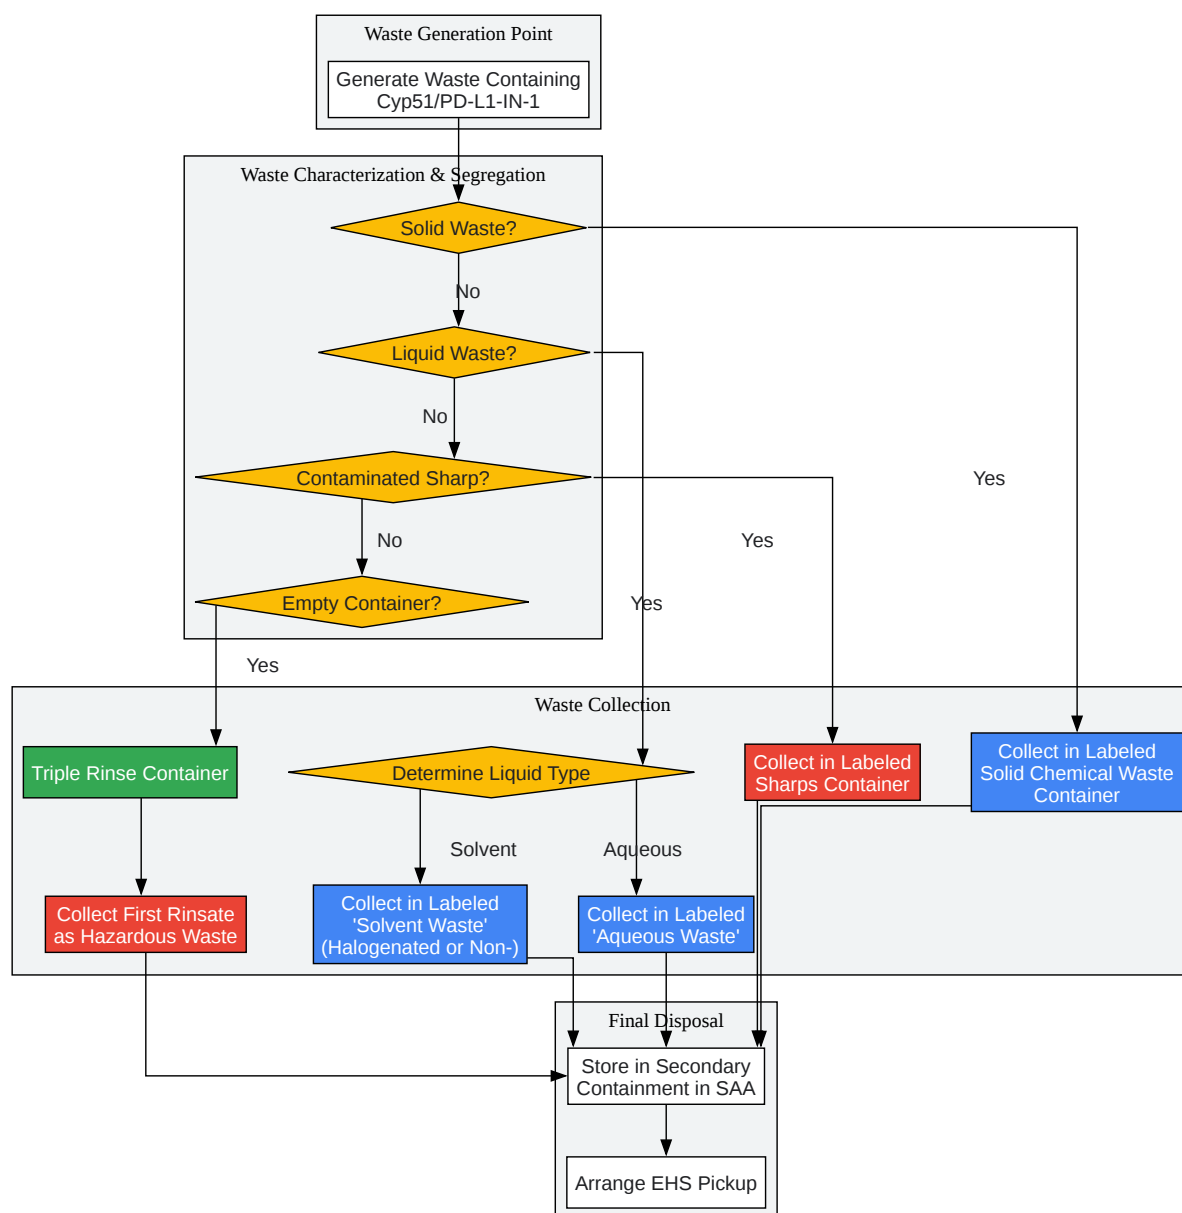 Waste Generation Point
Generate Waste Containing
Cyp51/PD-L1-IN-1
Waste Characterization & Segregation
Solid Waste?
No
Liquid Waste?
No
Contaminated Sharp?
Yes
No
Yes
Empty Container?
Yes
Yes
Waste Collection
Triple Rinse Container
Determine Liquid Type
Collect in Labeled
Sharps Container
Collect in Labeled
Solid Chemical Waste
Container
Solvent
Aqueous
Collect First Rinsate
as Hazardous Waste
Collect in Labeled
'Solvent Waste'
(Halogenated or Non-)
Collect in Labeled
'Aqueous Waste'
Final Disposal
Store in Secondary
Containment in SAA
Arrange EHS Pickup